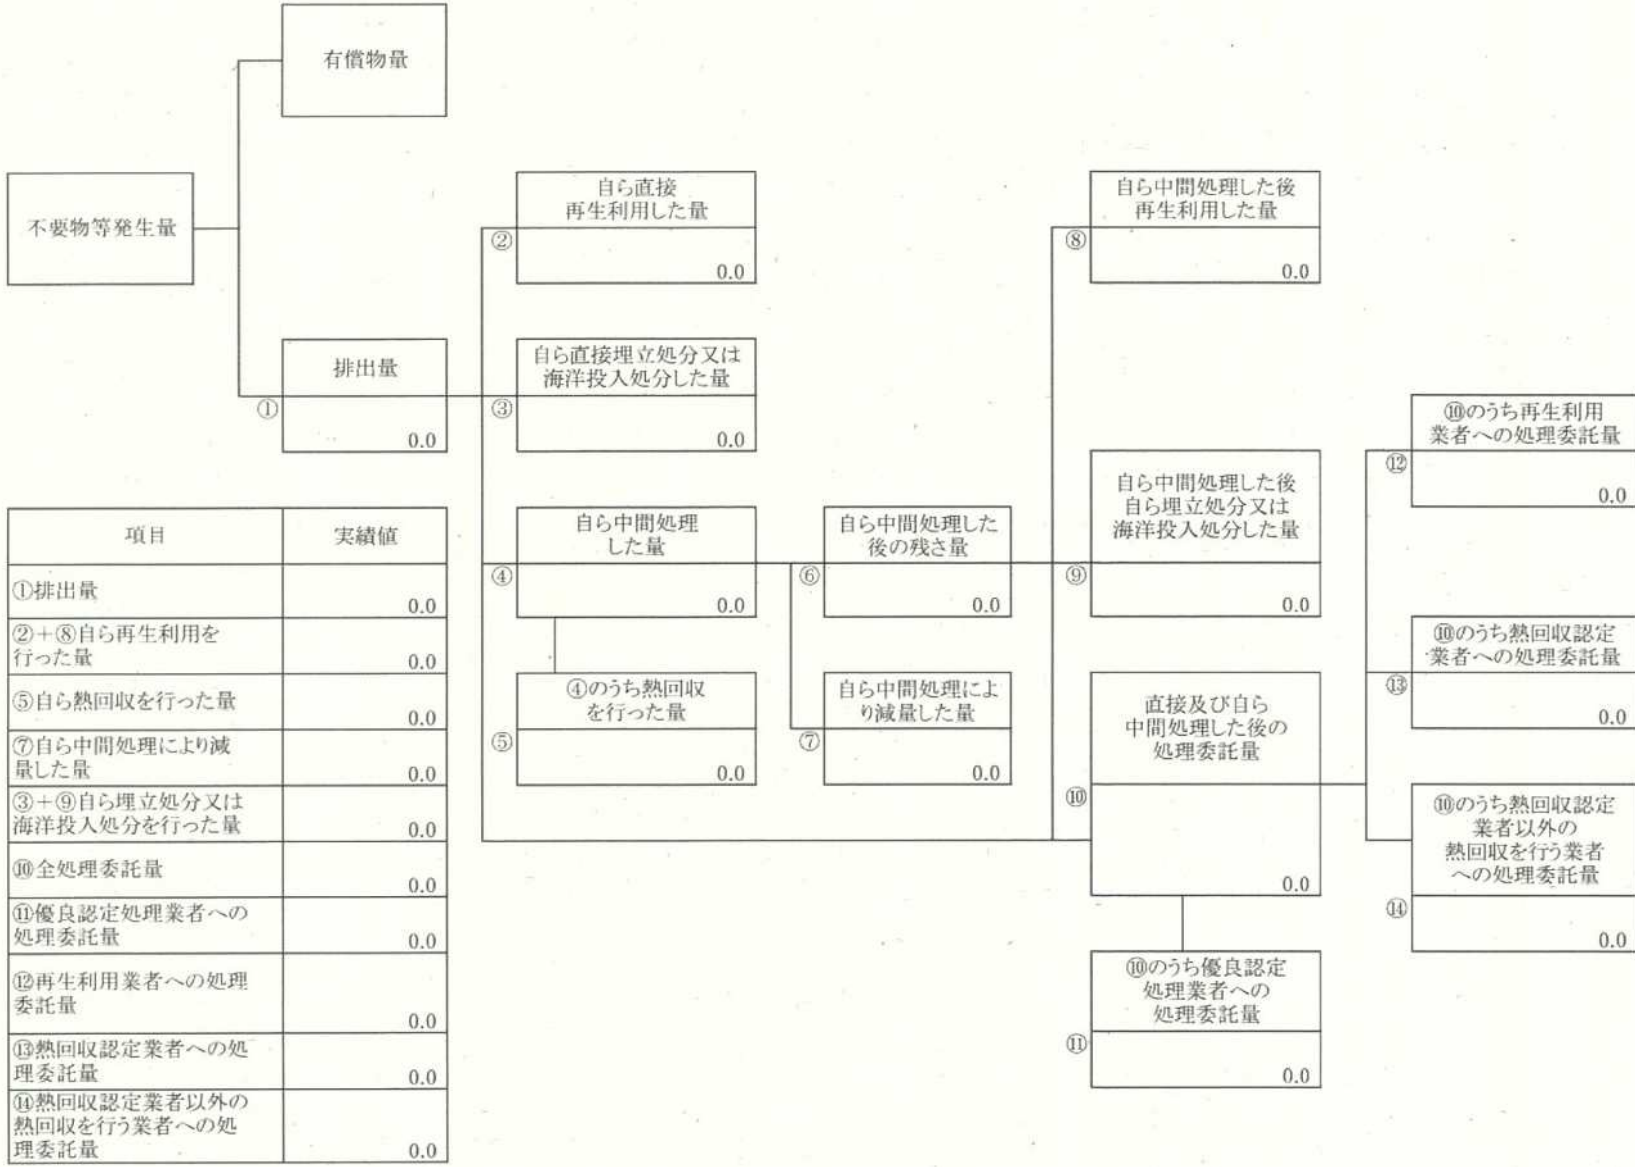 有償物量
不要物等発生量
排出量
①
0.0
自ら直接
再生利用した量
②
0.0
自ら直接埋立処分又は
海洋投入処分した量
③
0.0
自ら中間処理
した量
④
0.0
④のうち熱回収
を行った量
⑤
0.0
自ら中間処理した
後の残さ量
⑥
0.0
自ら中間処理によ
り減量した量
⑦
0.0
自ら中間処理した後
再生利用した量
⑧
0.0
自ら中間処理した後
自ら埋立処分又は
海洋投入処分した量
⑨
0.0
直接及び自ら
中間処理した後の
処理委託量
⑩
0.0
⑩のうち優良認定
処理業者への
処理委託量
⑪
0.0
⑩のうち再生利用
業者への処理委託量
⑫
0.0
⑩のうち熱回収認定
業者への処理委託量
⑬
0.0
⑩のうち熱回収認定
業者以外の
熱回収を行う業者
への処理委託量
⑭
0.0
項目 実績値
①排出量
0.0
②+⑧自ら再生利用を
行った量 0.0
⑤自ら熱回収を行った量
0.0
⑦自ら中間処理により減
量した量 0.0
③+⑨自ら埋立処分又は
海洋投入処分を行った量 0.0
⑩全処理委託量
0.0
⑪優良認定処理業者への
処理委託量 0.0
⑫再生利用業者への処理
委託量
0.0
⑬熱回収認定業者への処
理委託量 0.0
⑭熱回収認定業者以外の
熱回収を行う業者への処
理委託量 0.0